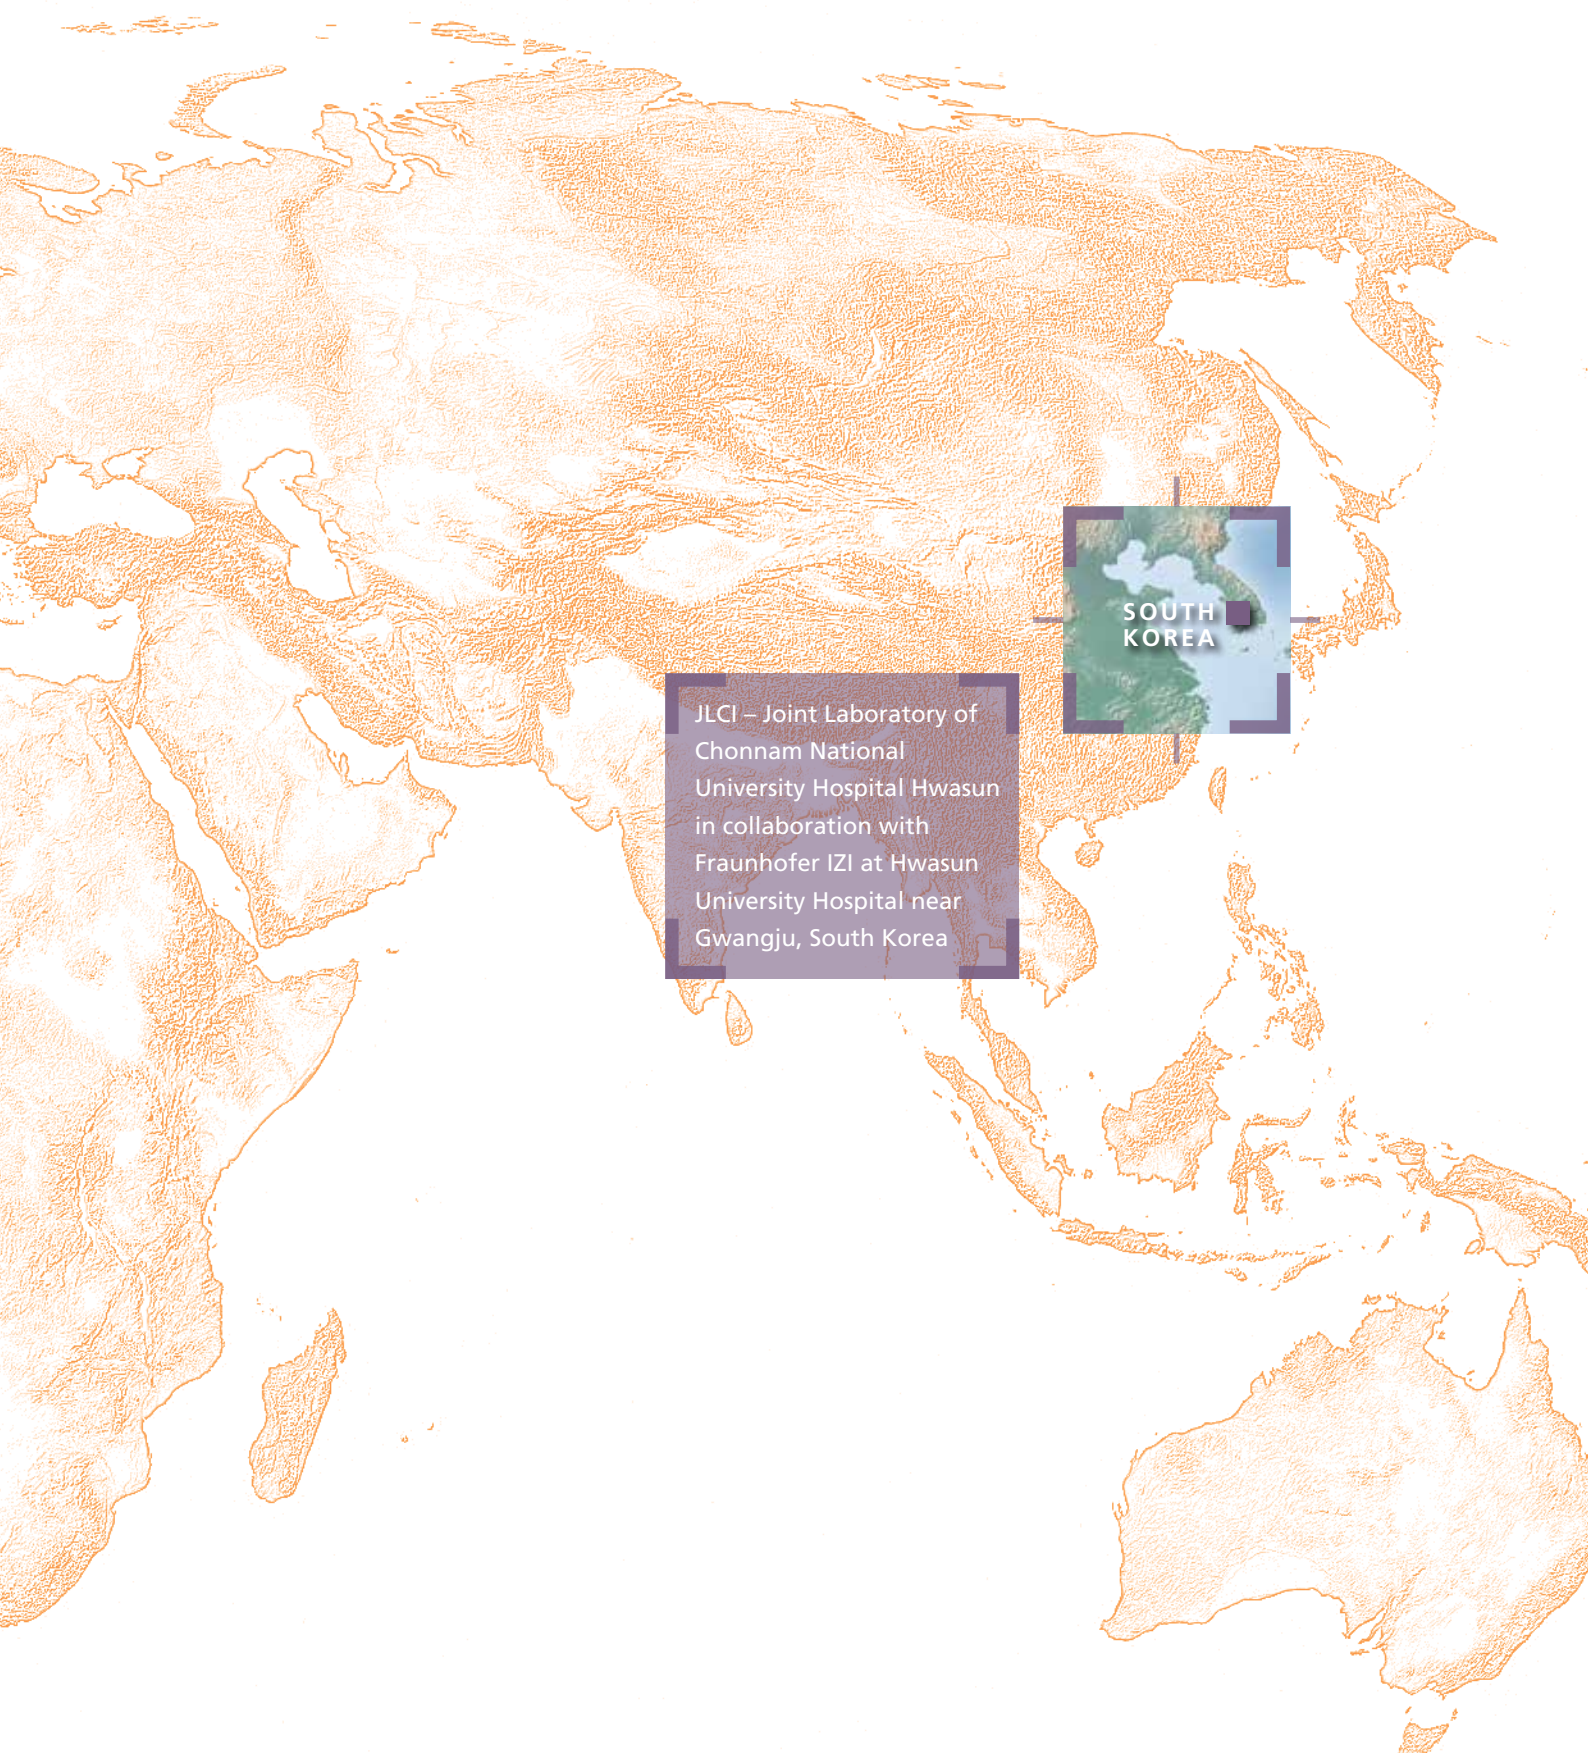 SOUTH
KOREA
JLCI – Joint Laboratory of
Chonnam National
University Hospital Hwasun
in collaboration with
Fraunhofer IZI at Hwasun
University Hospital near
Gwangju, South Korea